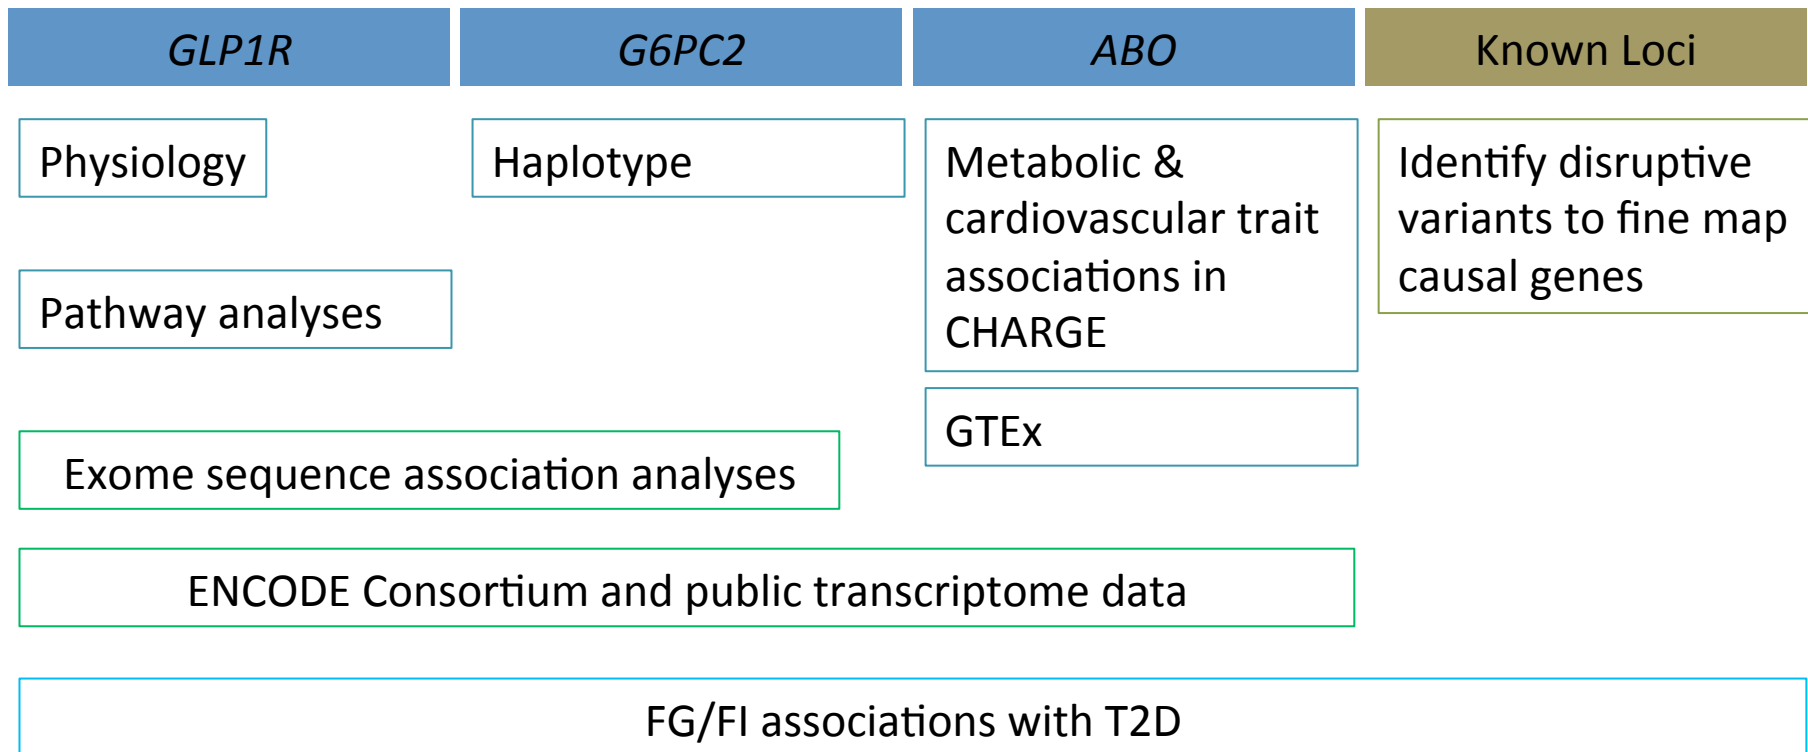 GLP1R
G6PC2
ABO
Known Loci
Physiology
Haplotype
Metabolic &
cardiovascular trait
associations in
CHARGE
Identify disruptive
variants to fine map
causal genes
Pathway analyses
GTEx
Exome sequence association analyses
ENCODE Consortium and public transcriptome data
FG/FI associations with T2D